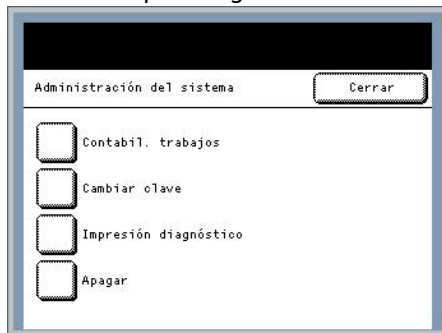 Administración del sistema
Cerrar
Contabil. trabajos
Cambiar clave
Impresión diagnóstico
Apagar